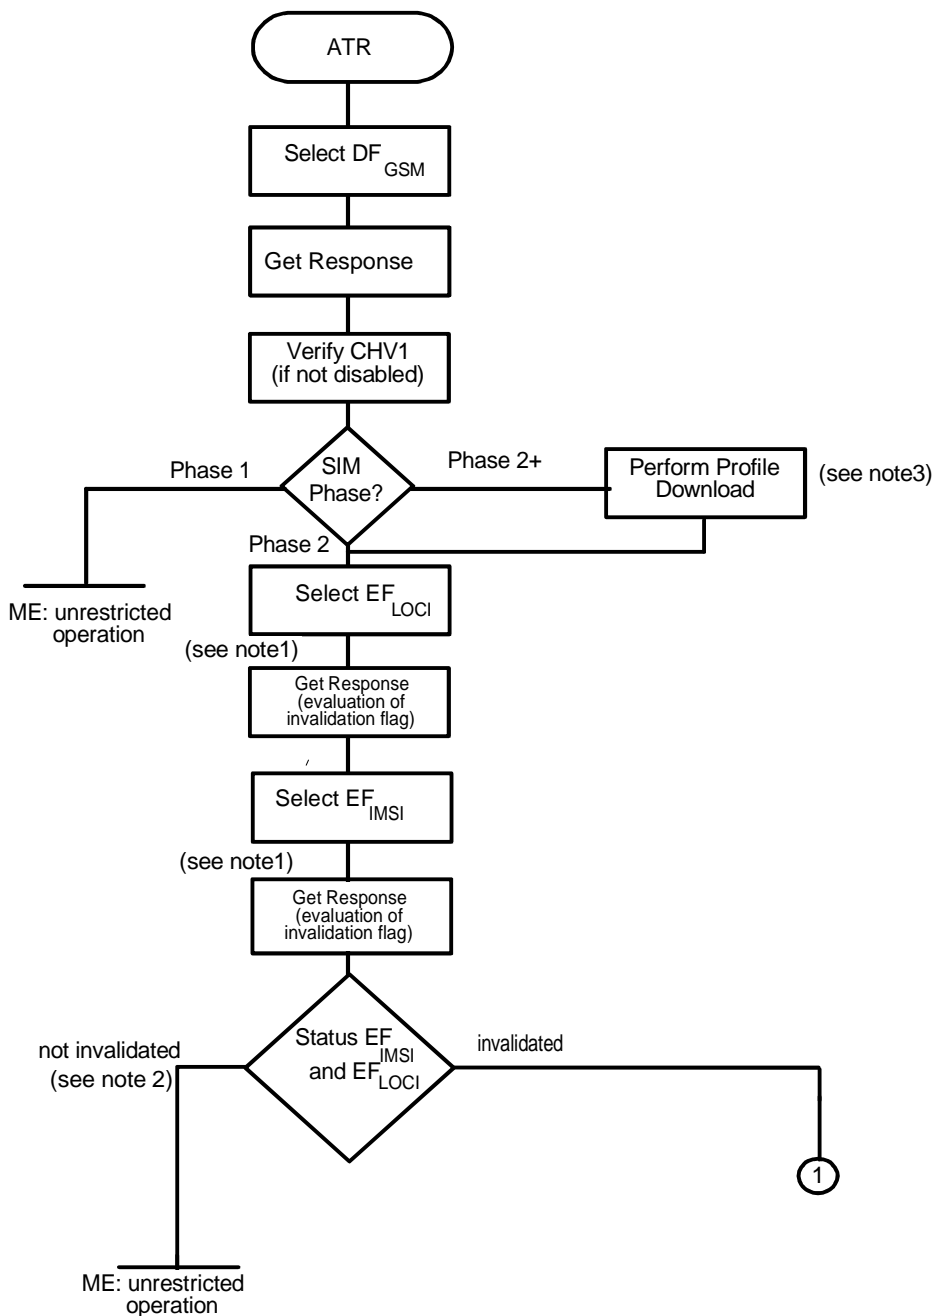 ATR
Select DF GSM
Get Response
Verify CHV1
(if not disabled)
Phase 1
SIM
Phase?
Phase 2+
Perform Profile
Download
(see note3)
Phase 2
ME: unrestricted
operation
Select EF LOCI
(see note1)
Get Response
(evaluation of
invalidation flag)
Select EF IMSI
(see note1)
Get Response
(evaluation of
invalidation flag)
not invalidated
(see note 2)
Status EF IMSI
and EF LOCI
invalidated
1
ME: unrestricted
operation